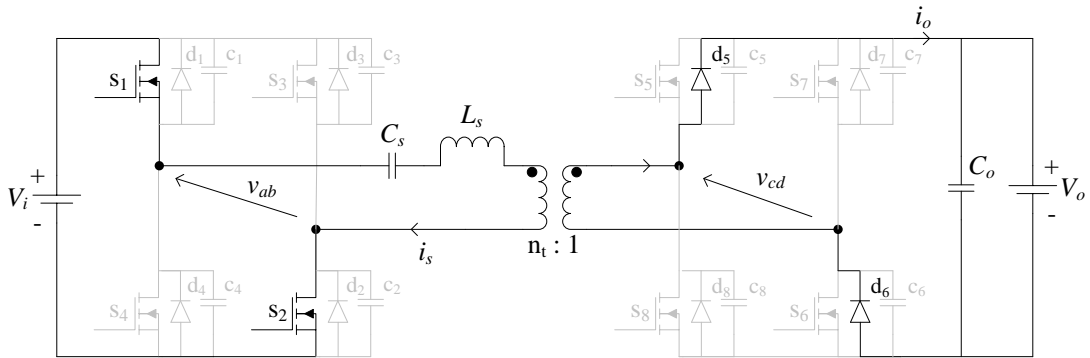 i_o
d_1 c_1 d_3 c_3 d_5 c_5 d_7 c_7
s_1 s_3 s_5 s_7
L_s
C_s
+ v_ab v_cd C_o +
V_i V_o
- -
i_s n_t : 1
d_4 c_4 d_2 c_2 d_8 c_8 d_6 c_6
s_4 s_2 s_8 s_6